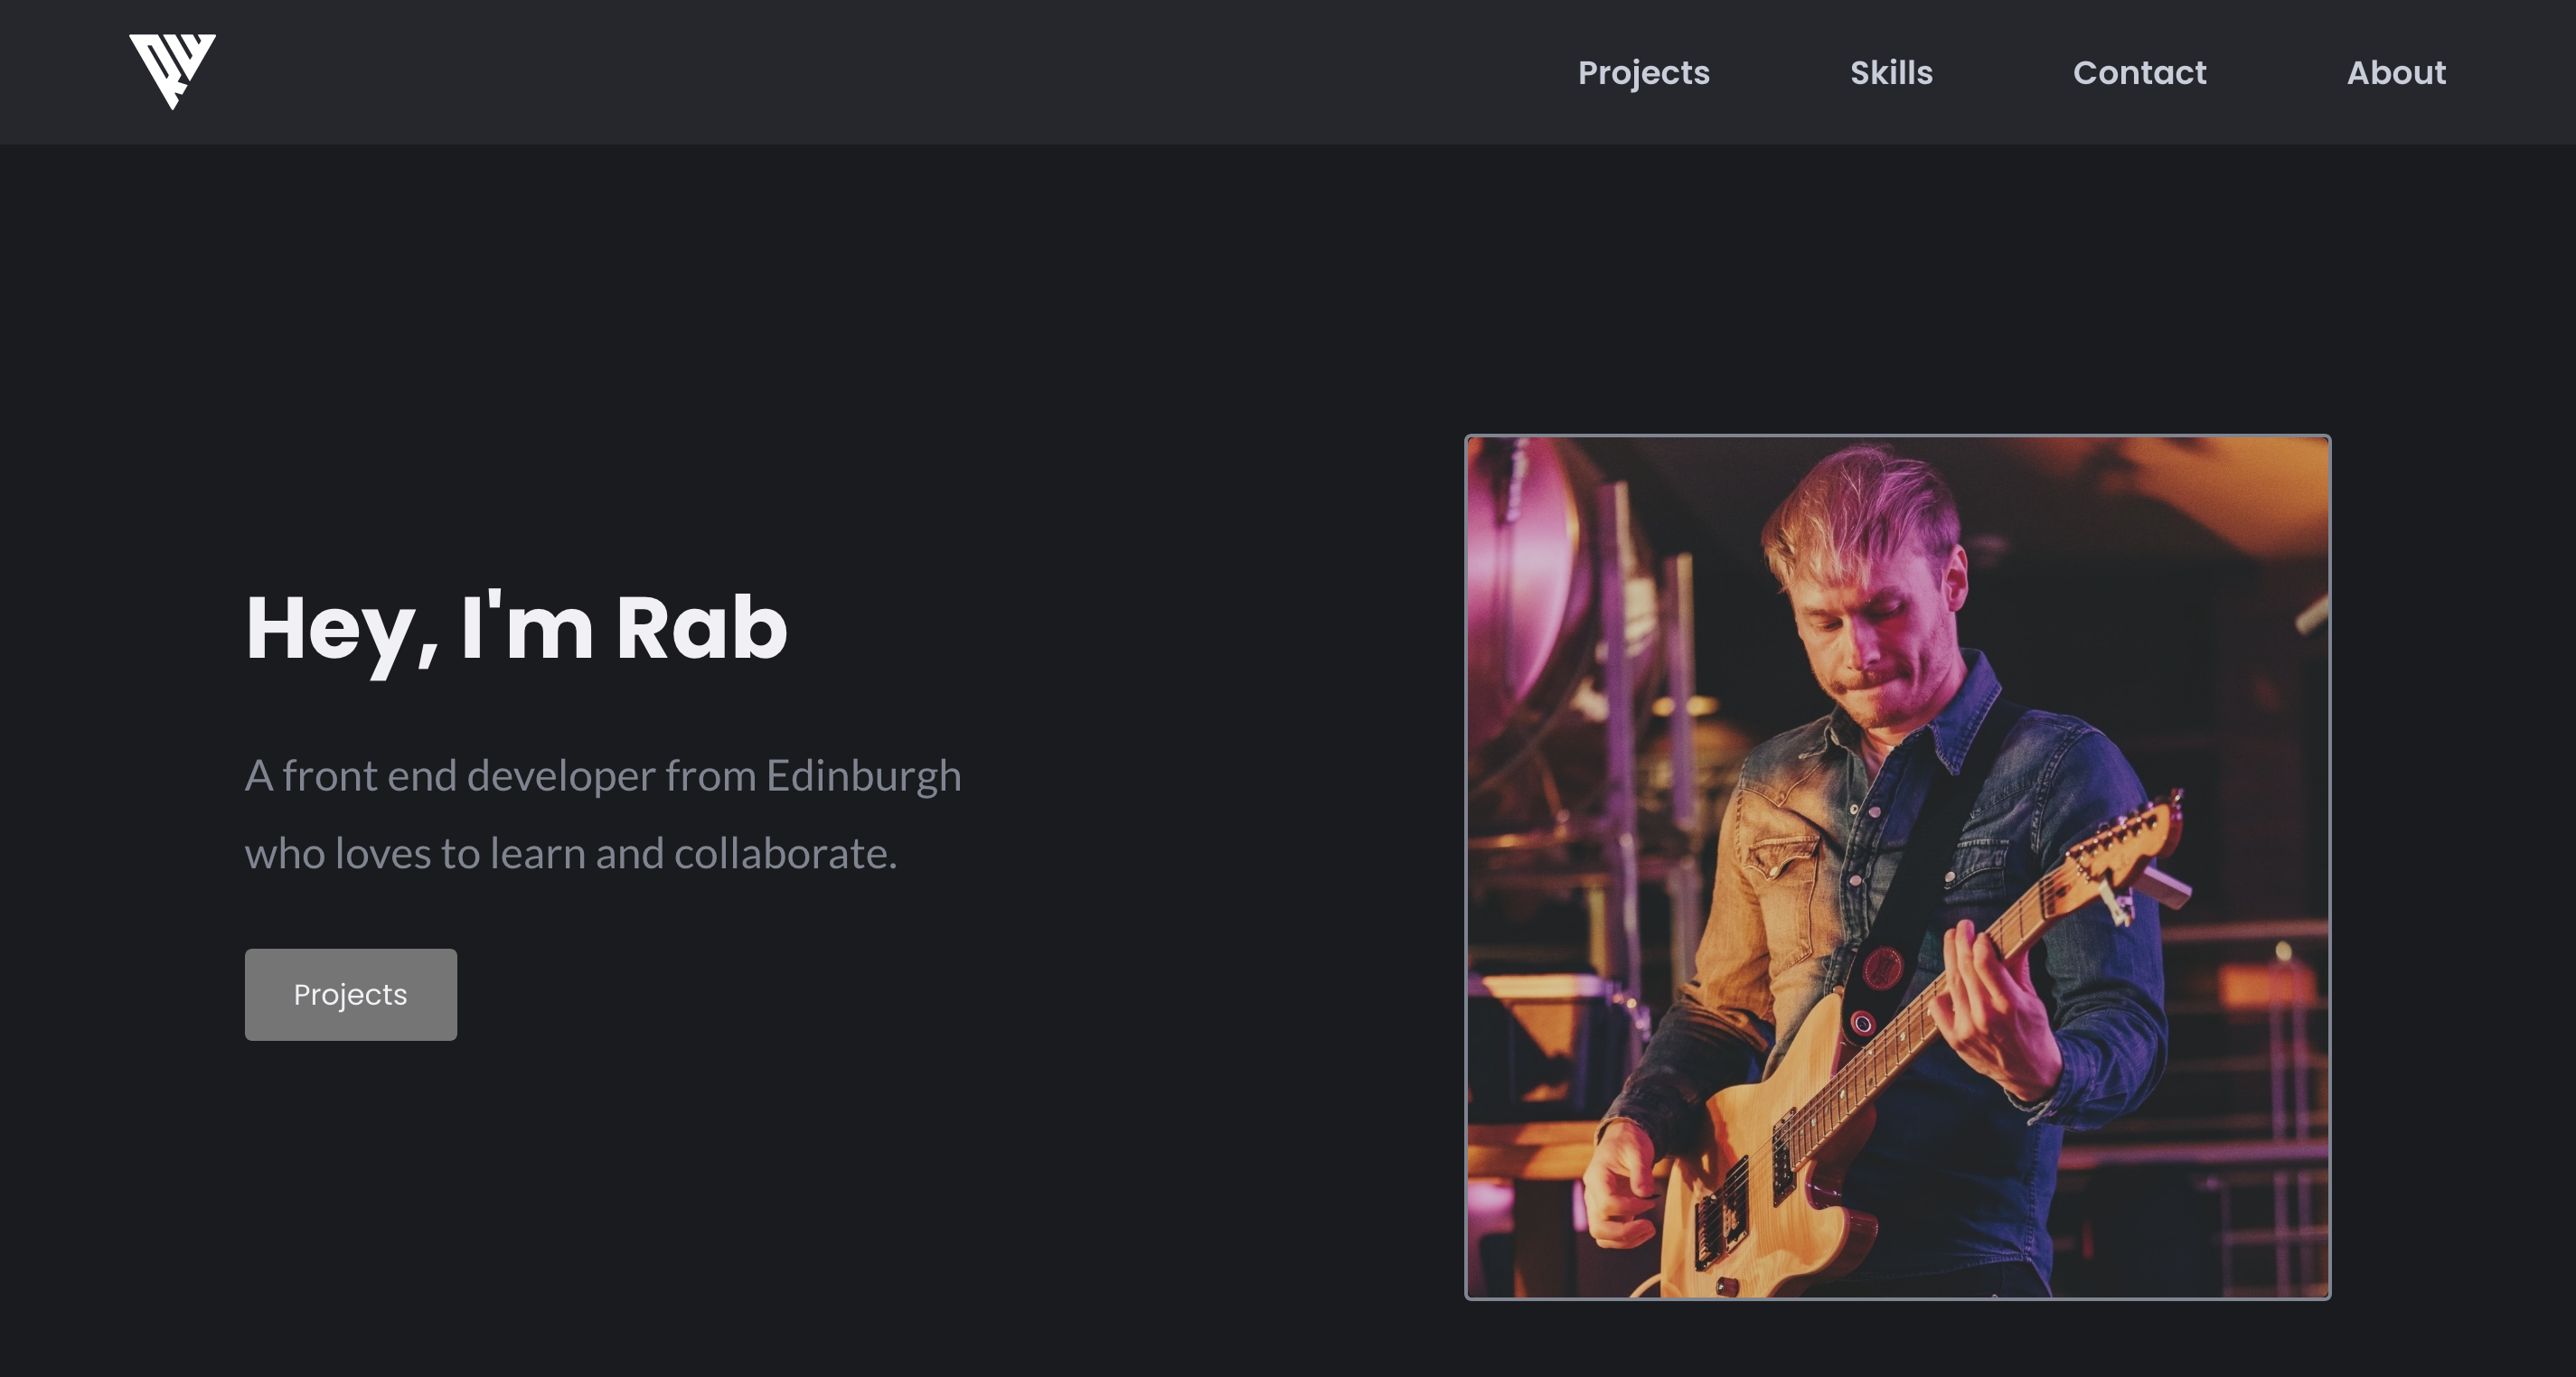 Projects
Skills
Contact
About
Hey, I'm Rab
A front end developer from Edinburgh
who loves to learn and collaborate.
Projects